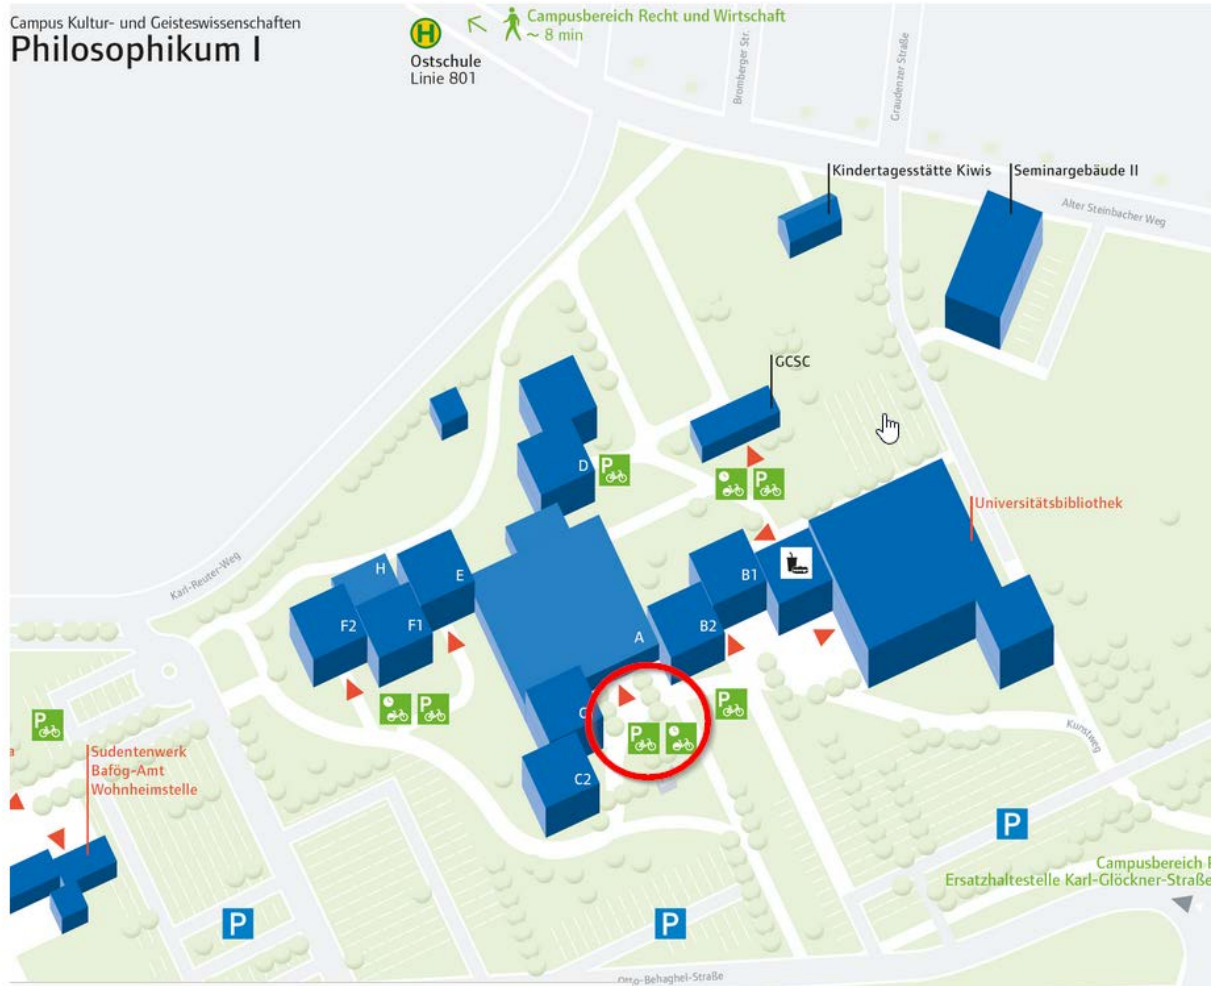 Campus Kultur- und Geisteswissenschaften
Philosophikum I
H
Ostschule
Linie 801
Campusbereich Recht und Wirtschaft
~ 8 min
Bromberger Str.
Graudenzer Straße
Kindertagesstätte Kiwis
Seminargebäude II
Alter Steinbacher Weg
GCSC
D
P
P
Universitätsbibliothek
Karl-Reuter-Weg
H
E
B1
F2
F1
A
B2
P
P
P
P
C
C2
Kunstweg
a
Sudentenwerk
Bafög-Amt
Wohnheimstelle
P
Campusbereich R
Ersatzhaltestelle Karl-Glöckner-Straße
P
P
Otto-Behaghel-Straße